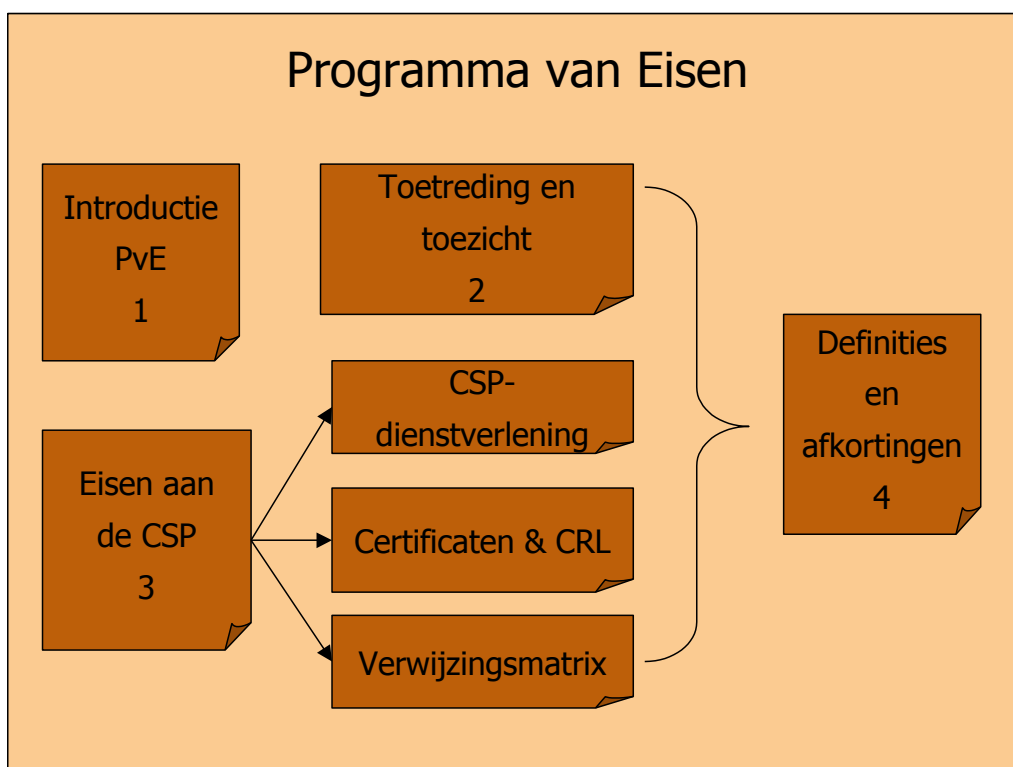 Programma van Eisen
Introductie
PvE
1
Toetreding en
toezicht
2
Eisen aan
de CSP
3
CSP-
dienstverlening
Certificaten & CRL
Verwijzingsmatrix
Definities
en
afkortingen
4